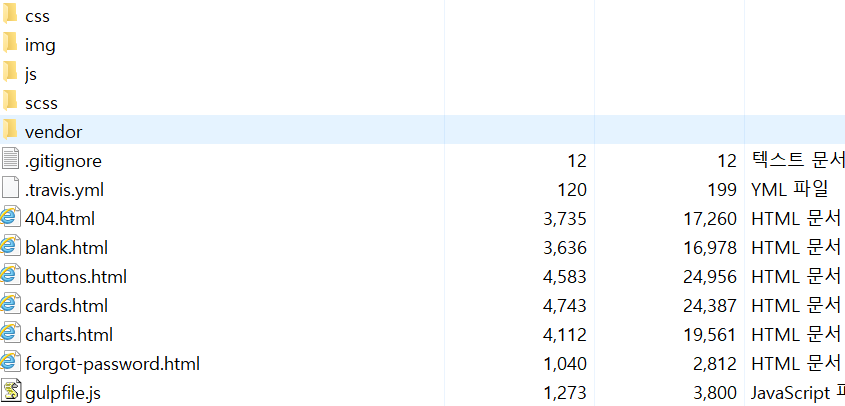 css
img
js
scss
vendor
.gitignore 12 12 텍스트 문서
.travis.yml 120 199 YML 파일
404.html 3,735 17,260 HTML 문서
blank.html 3,636 16,978 HTML 문서
buttons.html 4,583 24,956 HTML 문서
cards.html 4,743 24,387 HTML 문서
charts.html 4,112 19,561 HTML 문서
forgot-password.html 1,040 2,812 HTML 문서
gulpfile.js 1,273 3,800 JavaScript